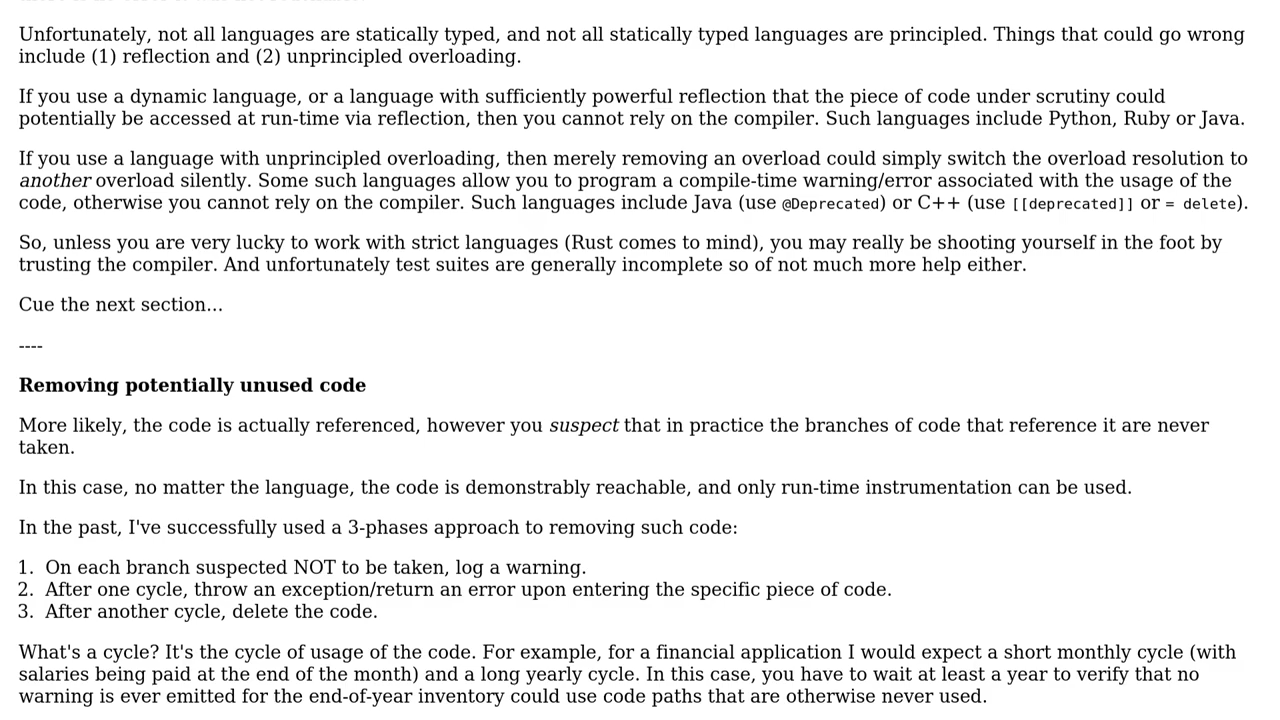 Unfortunately, not all languages are statically typed, and not all statically typed languages are principled. Things that could go wrong
include (1) reflection and (2) unprincipled overloading.
If you use a dynamic language, or a language with sufficiently powerful reflection that the piece of code under scrutiny could
potentially be accessed at run-time via reflection, then you cannot rely on the compiler. Such languages include Python, Ruby or Java.
If you use a language with unprincipled overloading, then merely removing an overload could simply switch the overload resolution to
another overload silently. Some such languages allow you to program a compile-time warning/error associated with the usage of the
code, otherwise you cannot rely on the compiler. Such languages include Java (use @Deprecated) or C++ (use [[deprecated]] or = delete).
So, unless you are very lucky to work with strict languages (Rust comes to mind), you may really be shooting yourself in the foot by
trusting the compiler. And unfortunately test suites are generally incomplete so of not much more help either.
Cue the next section...
----
Removing potentially unused code
More likely, the code is actually referenced, however you suspect that in practice the branches of code that reference it are never
taken.
In this case, no matter the language, the code is demonstrably reachable, and only run-time instrumentation can be used.
In the past, I've successfully used a 3-phases approach to removing such code:
1. On each branch suspected NOT to be taken, log a warning.
2. After one cycle, throw an exception/return an error upon entering the specific piece of code.
3. After another cycle, delete the code.
What's a cycle? It's the cycle of usage of the code. For example, for a financial application I would expect a short monthly cycle (with
salaries being paid at the end of the month) and a long yearly cycle. In this case, you have to wait at least a year to verify that no
warning is ever emitted for the end-of-year inventory could use code paths that are otherwise never used.